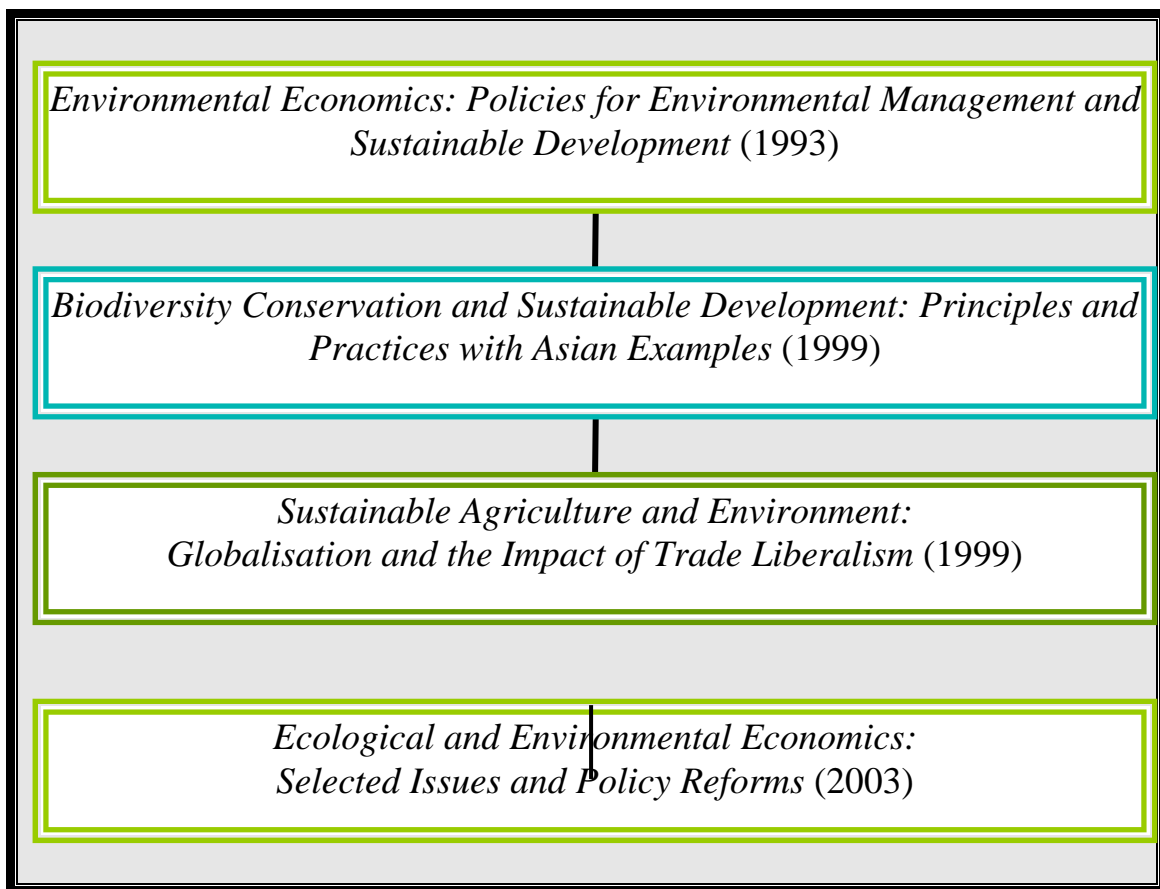 Environmental Economics: Policies for Environmental Management and
Sustainable Development (1993)
Biodiversity Conservation and Sustainable Development: Principles and
Practices with Asian Examples (1999)
Sustainable Agriculture and Environment:
Globalisation and the Impact of Trade Liberalism (1999)
Ecological and Environmental Economics:
Selected Issues and Policy Reforms (2003)